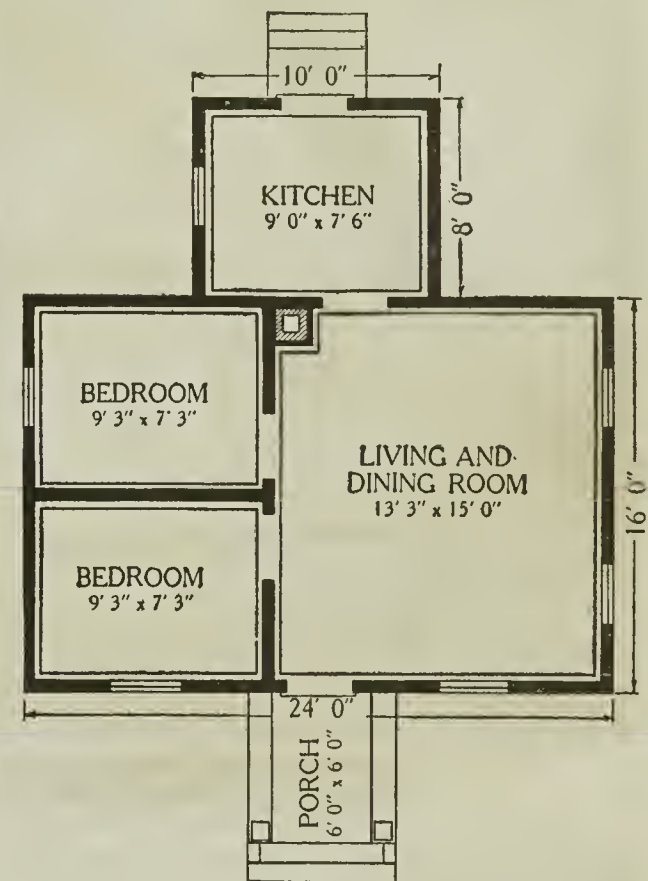 10' 0"
KITCHEN
9' 0" x 7' 6"
8' 0"
BEDROOM
9' 3" x 7' 3"
LIVING AND
DINING ROOM
13' 3" x 15' 0"
16' 0"
BEDROOM
9' 3" x 7' 3"
24' 0"
PORCH
6' 0" x 6' 0"